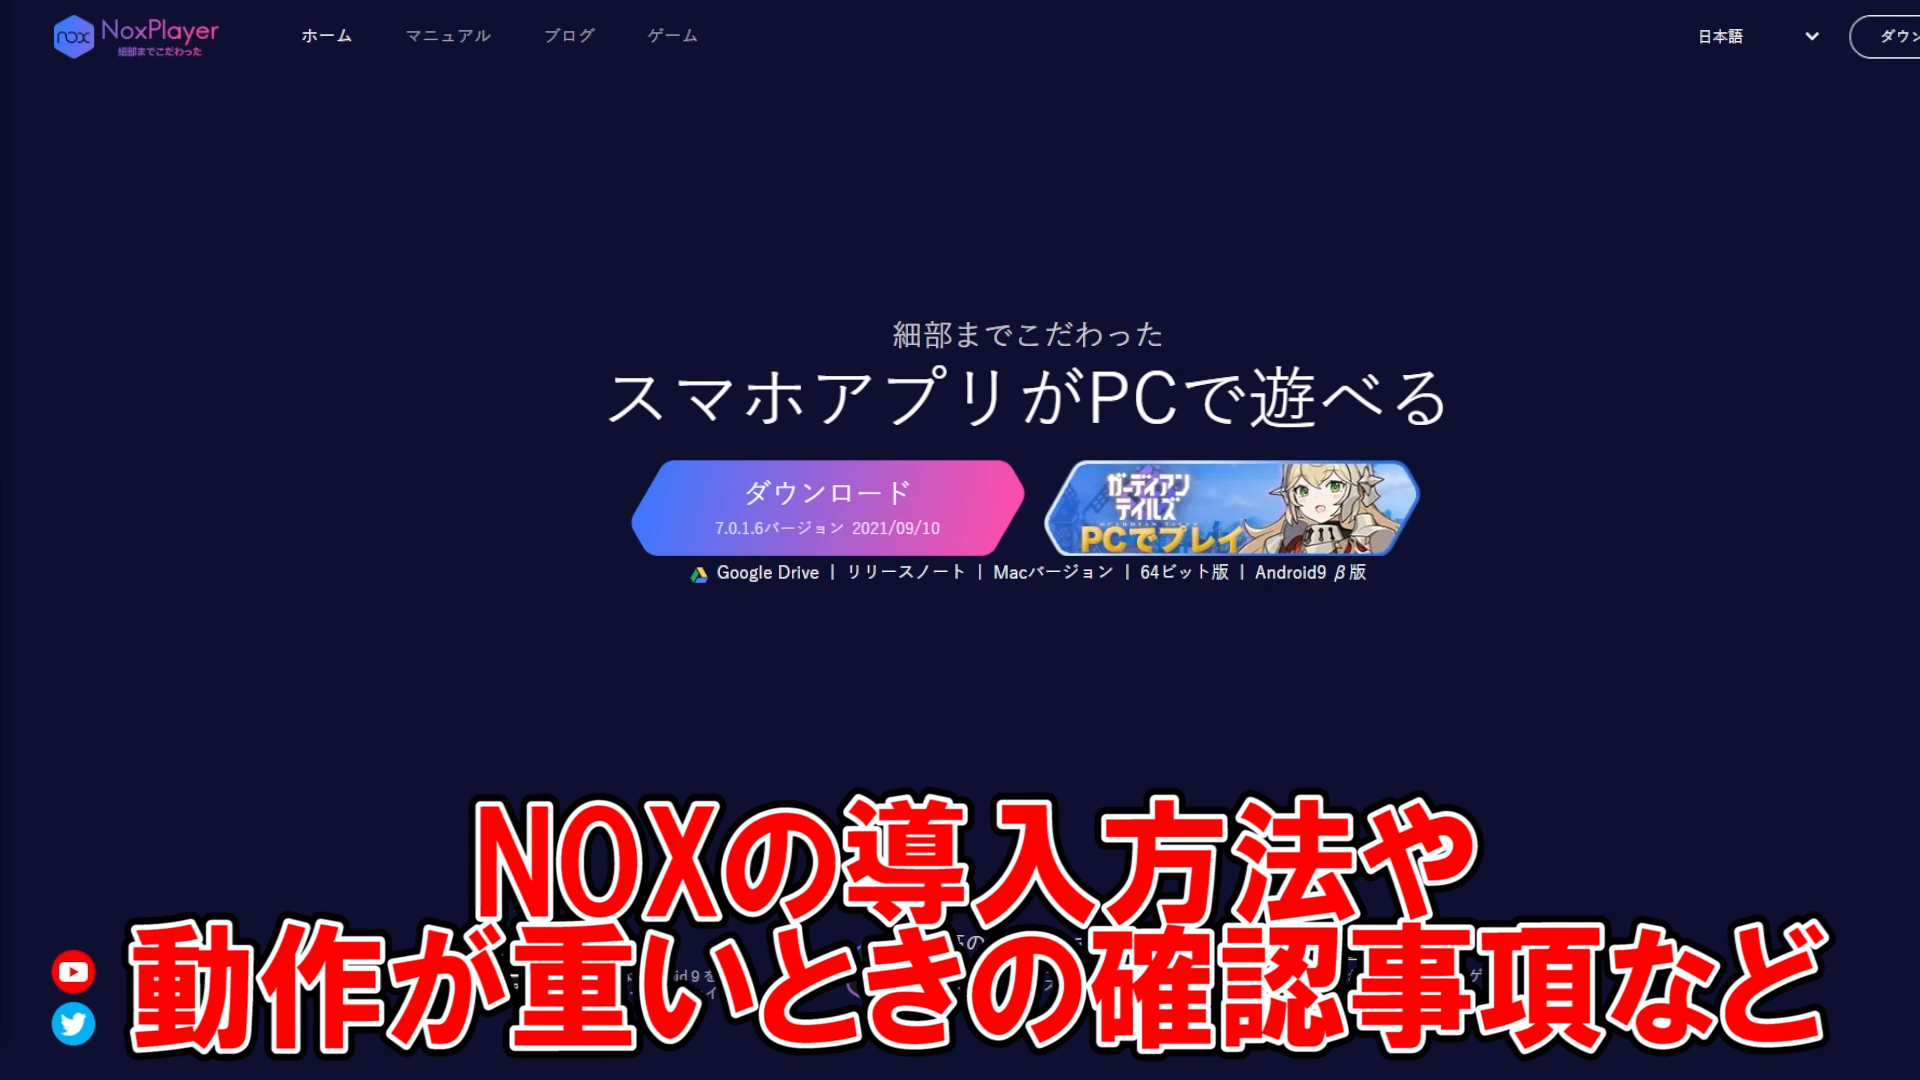 nox NoxPlayer
細部までこだわった
ホーム マニュアル ブログ ゲーム
日本語
ダウン
細部までこだわった
スマホアプリがPCで遊べる
ダウンロード
7.0.1.6バージョン 2021/09/10
ガーディアン
テイルズ
PCでプレイ
Google Drive | リリースノート | Macバージョン | 64ビット版 | Android9 β版
NOXの導入方法や
動作が重いときの確認事項など